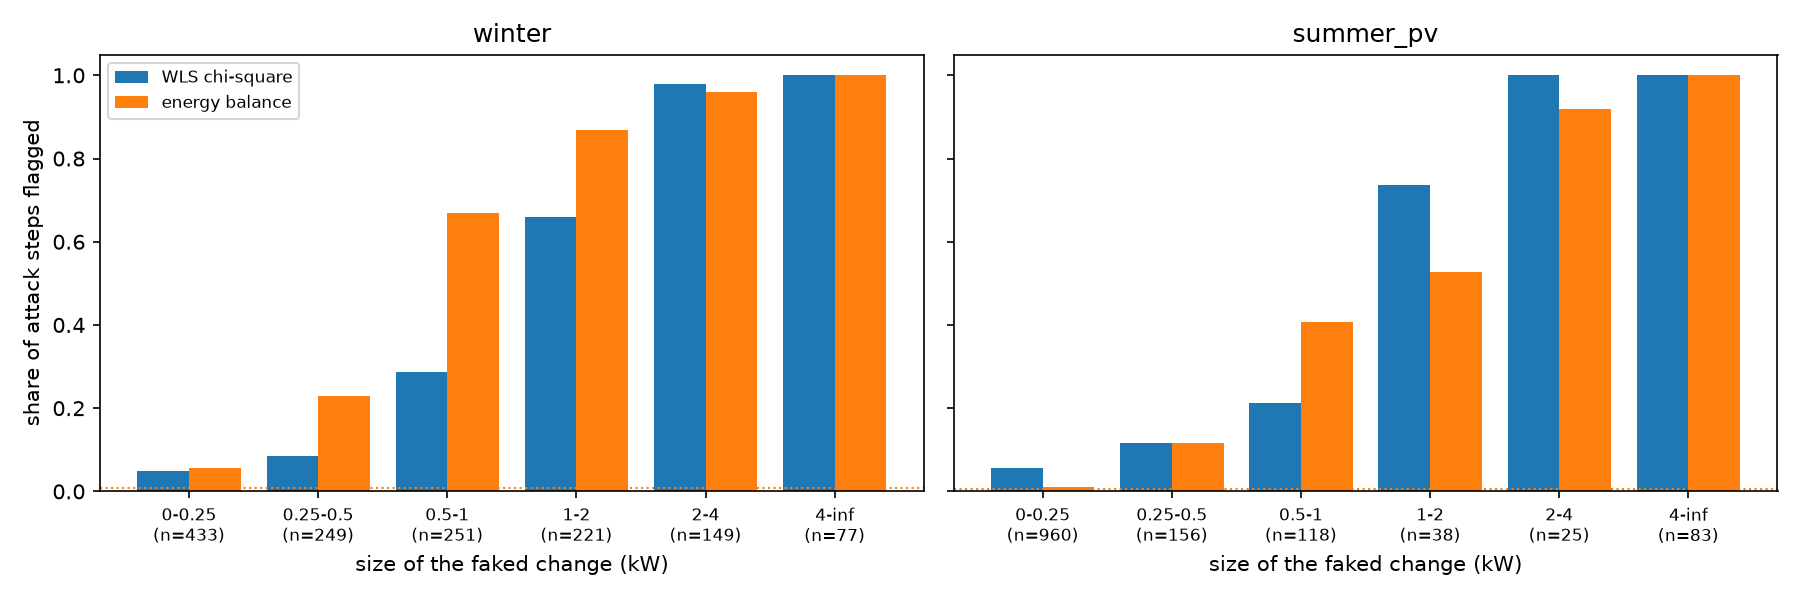 winter
WLS chi-square
energy balance
share of attack steps flagged
1.0
0.8
0.6
0.4
0.2
0.0
0-0.25 0.25-0.5 0.5-1 1-2 2-4 4-inf
(n=433) (n=249) (n=251) (n=221) (n=149) (n=77)
size of the faked change (kW)
summer_pv
0-0.25 0.25-0.5 0.5-1 1-2 2-4 4-inf
(n=960) (n=156) (n=118) (n=38) (n=25) (n=83)
size of the faked change (kW)